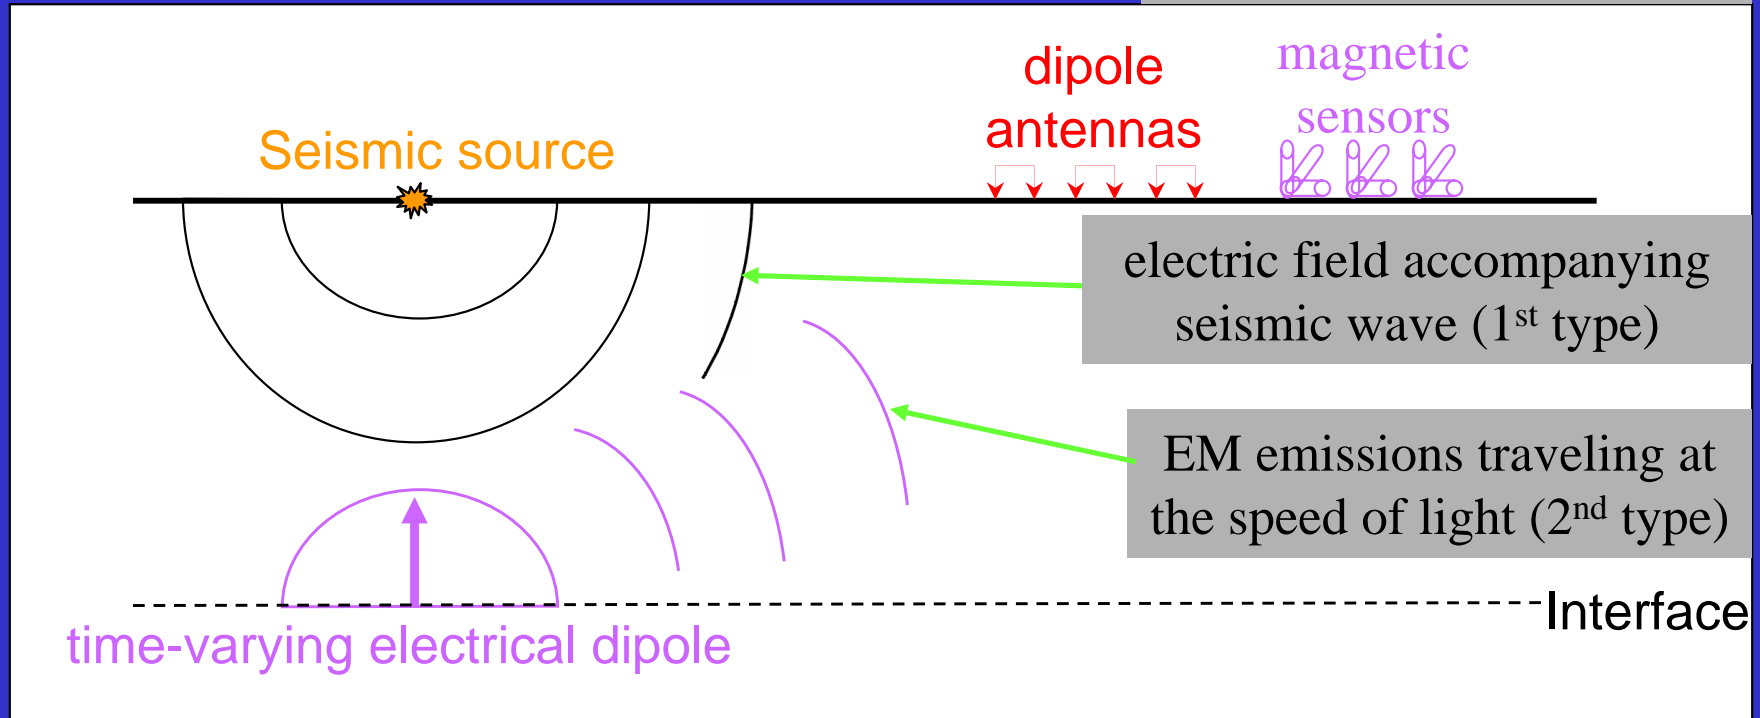 dipole
antennas
magnetic
sensors
Seismic source
electric field accompanying
seismic wave (1st type)
EM emissions traveling at
the speed of light (2nd type)
Interface
time-varying electrical dipole